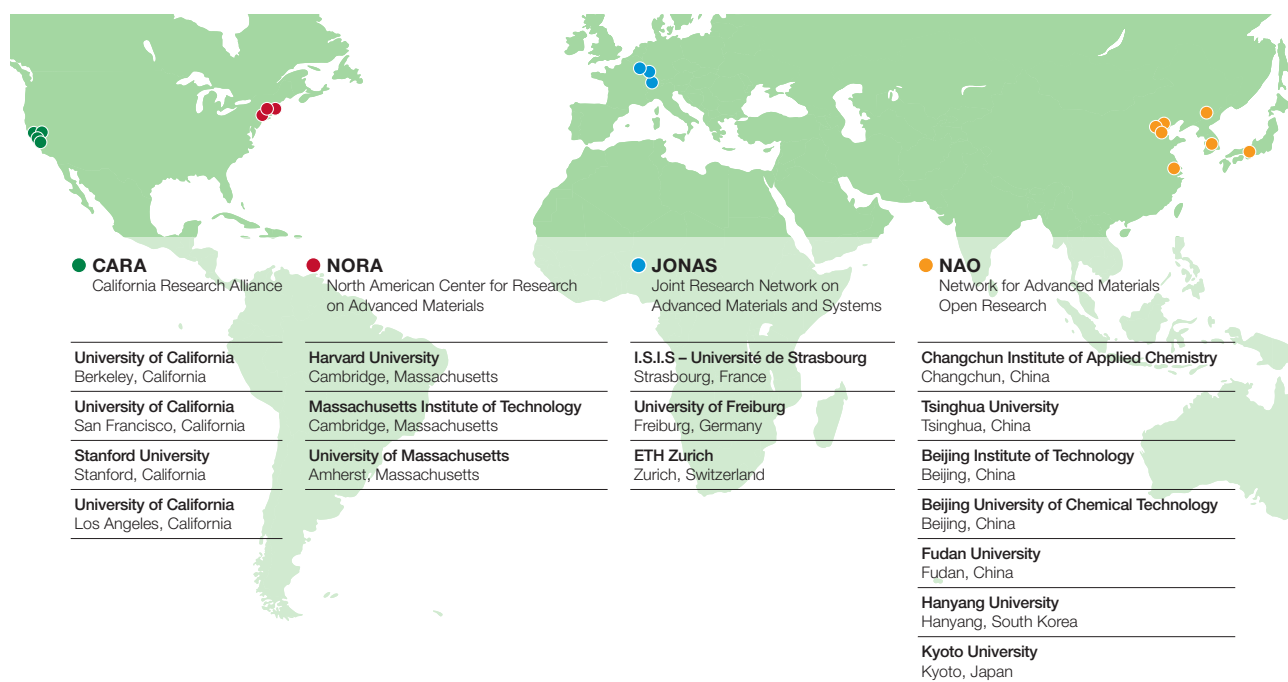 CARA
California Research Alliance
University of California
Berkeley, California
University of California
San Francisco, California
Stanford University
Stanford, California
University of California
Los Angeles, California
NORA
North American Center for Research
on Advanced Materials
Harvard University
Cambridge, Massachusetts
Massachusetts Institute of Technology
Cambridge, Massachusetts
University of Massachusetts
Amherst, Massachusetts
JONAS
Joint Research Network on
Advanced Materials and Systems
I.S.I.S – Université de Strasbourg
Strasbourg, France
University of Freiburg
Freiburg, Germany
ETH Zurich
Zurich, Switzerland
NAO
Network for Advanced Materials
Open Research
Changchun Institute of Applied Chemistry
Changchun, China
Tsinghua University
Tsinghua, China
Beijing Institute of Technology
Beijing, China
Beijing University of Chemical Technology
Beijing, China
Fudan University
Fudan, China
Hanyang University
Hanyang, South Korea
Kyoto University
Kyoto, Japan